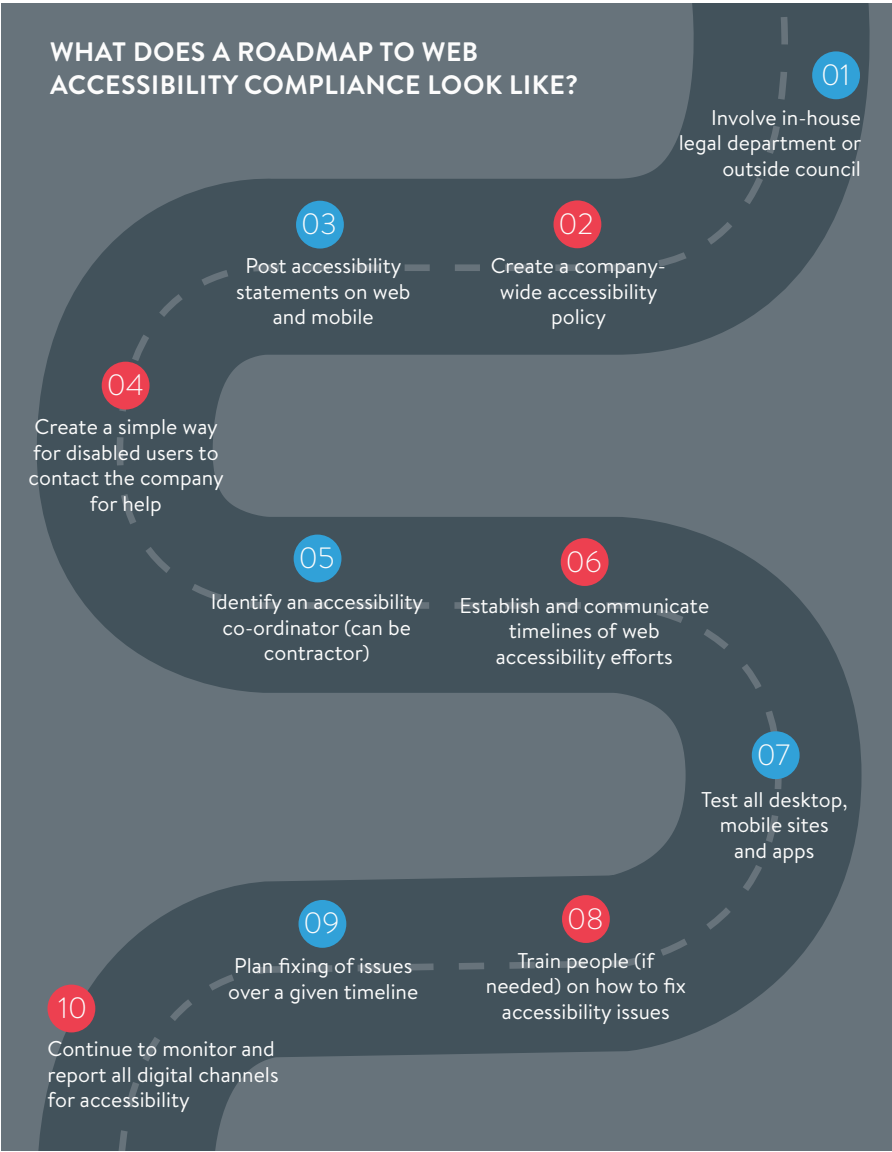 WHAT DOES A ROADMAP TO WEB
ACCESSIBILITY COMPLIANCE LOOK LIKE?
01
Involve in-house
legal department or
outside council
02
Create a company-
wide accessibility
policy
03
Post accessibility
statements on web
and mobile
04
Create a simple way
for disabled users to
contact the company
for help
05
Identify an accessibility
co-ordinator (can be
contractor)
06
Establish and communicate
timelines of web
accessibility efforts
07
Test all desktop,
mobile sites
and apps
08
Train people (if
needed) on how to fix
accessibility issues
09
Plan fixing of issues
over a given timeline
10
Continue to monitor and
report all digital channels
for accessibility